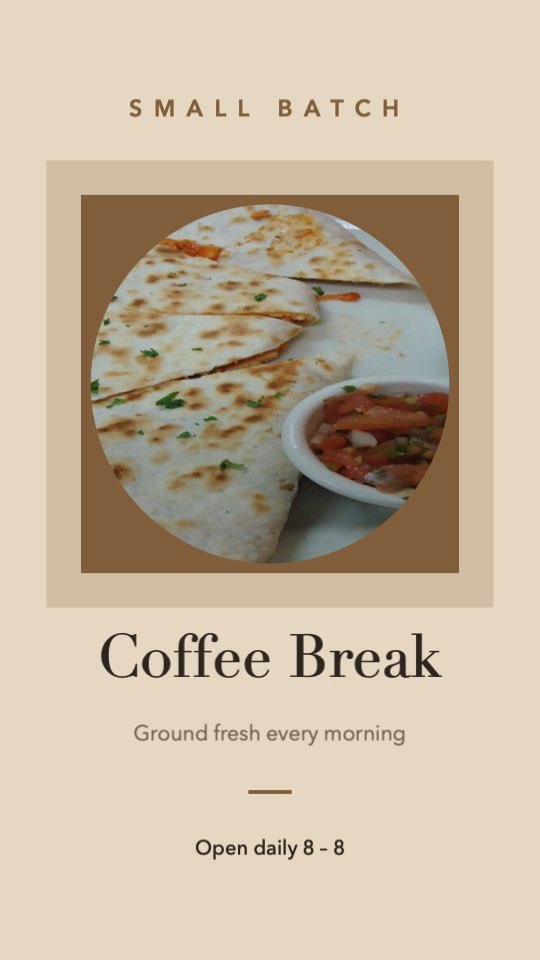 SMALL BATCH
Coffee Break
Ground fresh every morning
Open daily 8 – 8